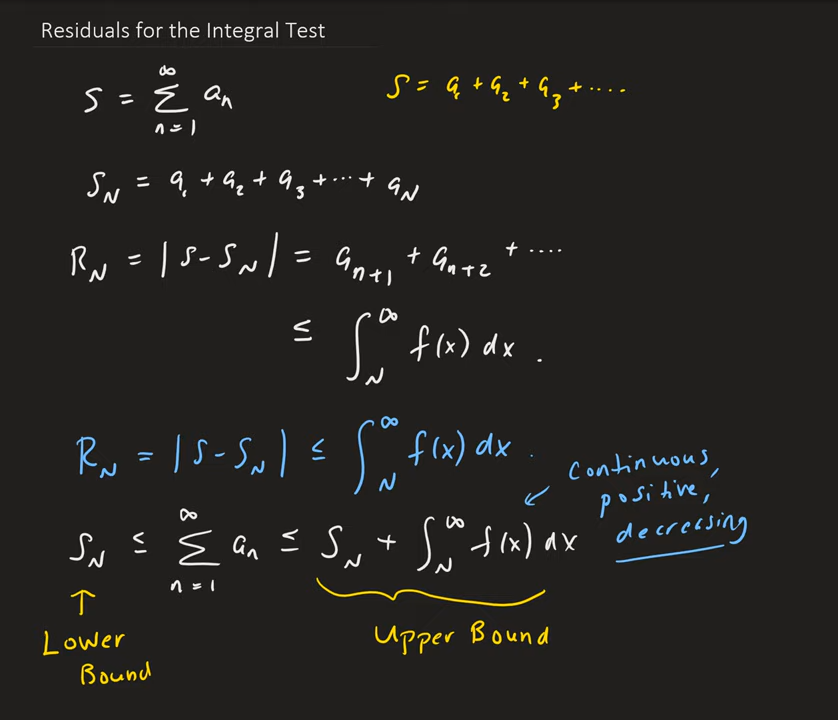 Residuals for the Integral Test
S = ∑_{n=1}^{∞} a_n
S = a_1 + a_2 + a_3 + ....
S_N = a_1 + a_2 + a_3 + ... + a_N
R_N = |S - S_N| = a_{n+1} + a_{n+2} + ....
≤ ∫_N^∞ f(x) dx .
R_N = |S - S_N| ≤ ∫_N^∞ f(x) dx .
continuous,
positive,
decreasing
S_N ≤ ∑_{n=1}^{∞} a_n ≤ S_N + ∫_N^∞ f(x) dx
Lower
Bound
Upper Bound